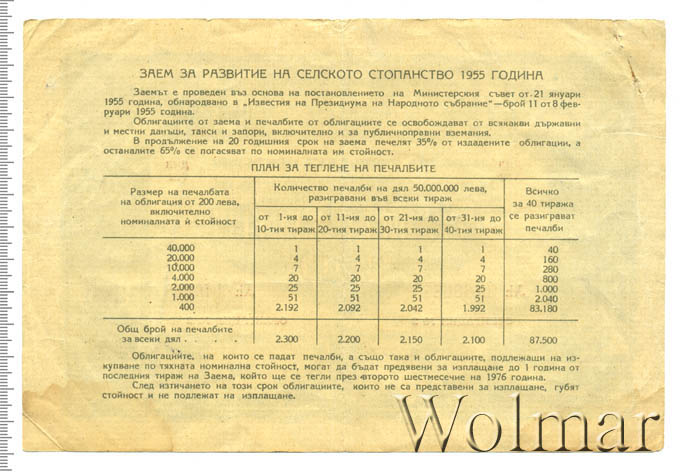 ЗАЕМ ЗА РАЗВИТИЕ НА СЕЛСКОТО СТОПАНСТВО 1955 ГОДИНА
Заемът е проведен въз основа на постановлението на Министерския съвет от 21 януари
1955 година, обнародвано в „Известия на Президиума на Народното събрание“—брой 11 от 8 фев-
руари 1955 година.
Облигациите от заема и печалбите от облигациите се освобождават от всякакви държавни
и местни данъци, такси и запори, включително и за публичноправни вземания.
В продължение на 20 годишния срок на заема печелят 35% от издадените облигации, а
останалите 65% се погасяват по номиналната им стойност.
ПЛАН ЗА ТЕГЛЕНЕ НА ПЕЧАЛБИТЕ
Размер на печалбата
на облигация от 200 лева,
включително
номиналната ѝ стойност
Количество печалби на дял 50.000.000 лева,
разигравани във всеки тираж
от 1-ия до 10-тия тираж
от 11-ия до 20-тия тираж
от 21-ия до 30-тия тираж
от 31-ия до 40-тия тираж
Всичко
за 40 тиража
се разиграват
печалби
40.000 1 1 1 1 40
20.000 4 4 4 4 160
10.000 7 7 7 7 280
4.000 20 20 20 20 800
2.000 25 25 25 25 1.000
1.000 51 51 51 51 2.040
400 2.192 2.092 2.042 1.992 83.180
Общ брой на печалбите
за всеки дял . . . . 2.300 2.200 2.150 2.100 87.500
Облигациите, на които се падат печалби, а също така и облигациите, подлежащи на из-
купване по тяхната номинална стойност, могат да бъдат предявени за изплащане до 1 година от
последния тираж на Заема, който ще се тегли през второто шестмесечие на 1976 година.
След изтичането на този срок облигациите, които не са представени за изплащане, губят
стойност и не подлежат на изплащане.
Wolmar